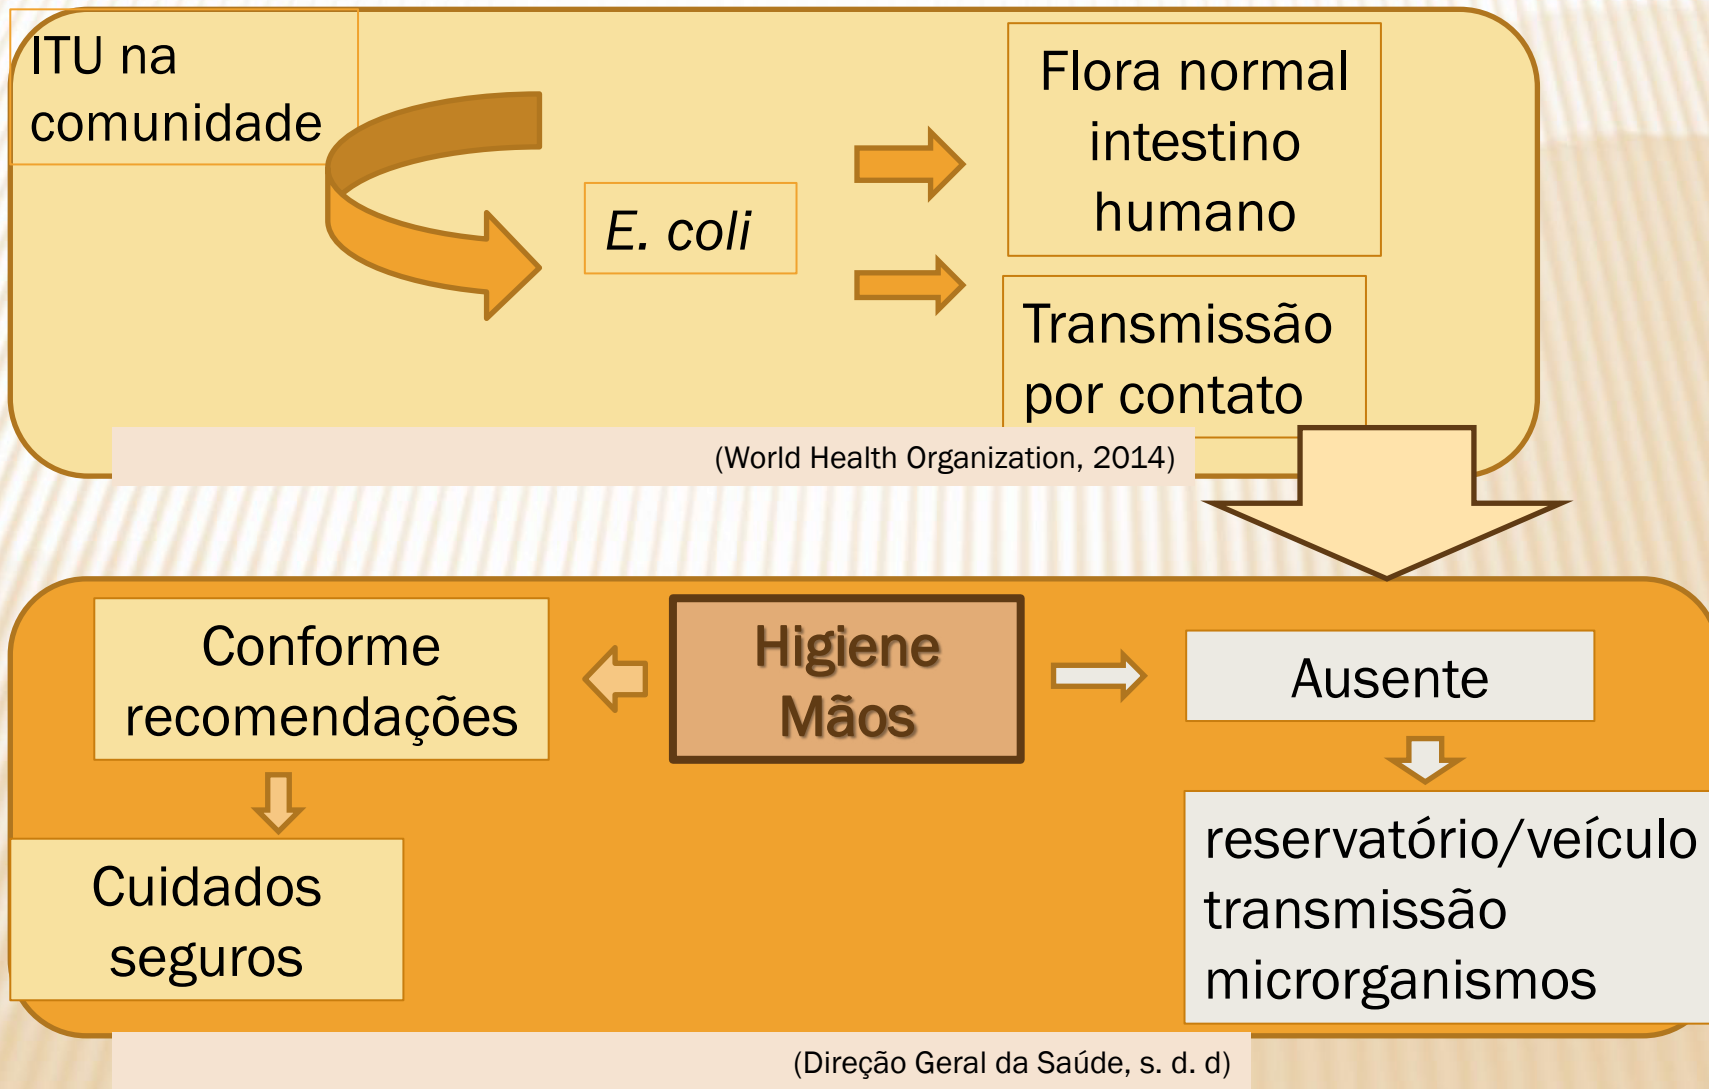 ITU na
comunidade
E. coli
Flora normal
intestino
humano
Transmissão
por contato
(World Health Organization, 2014)
Higiene
Mãos
Conforme
recomendações
Cuidados
seguros
Ausente
reservatório/veículo
transmissão
microrganismos
(Direção Geral da Saúde, s. d. d)